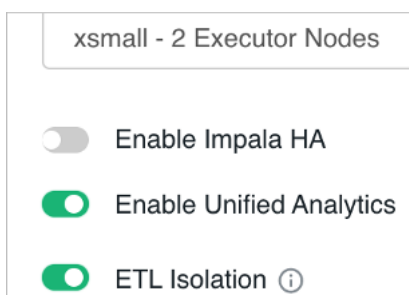 xsmall - 2 Executor Nodes
Enable Impala HA
Enable Unified Analytics
ETL Isolation